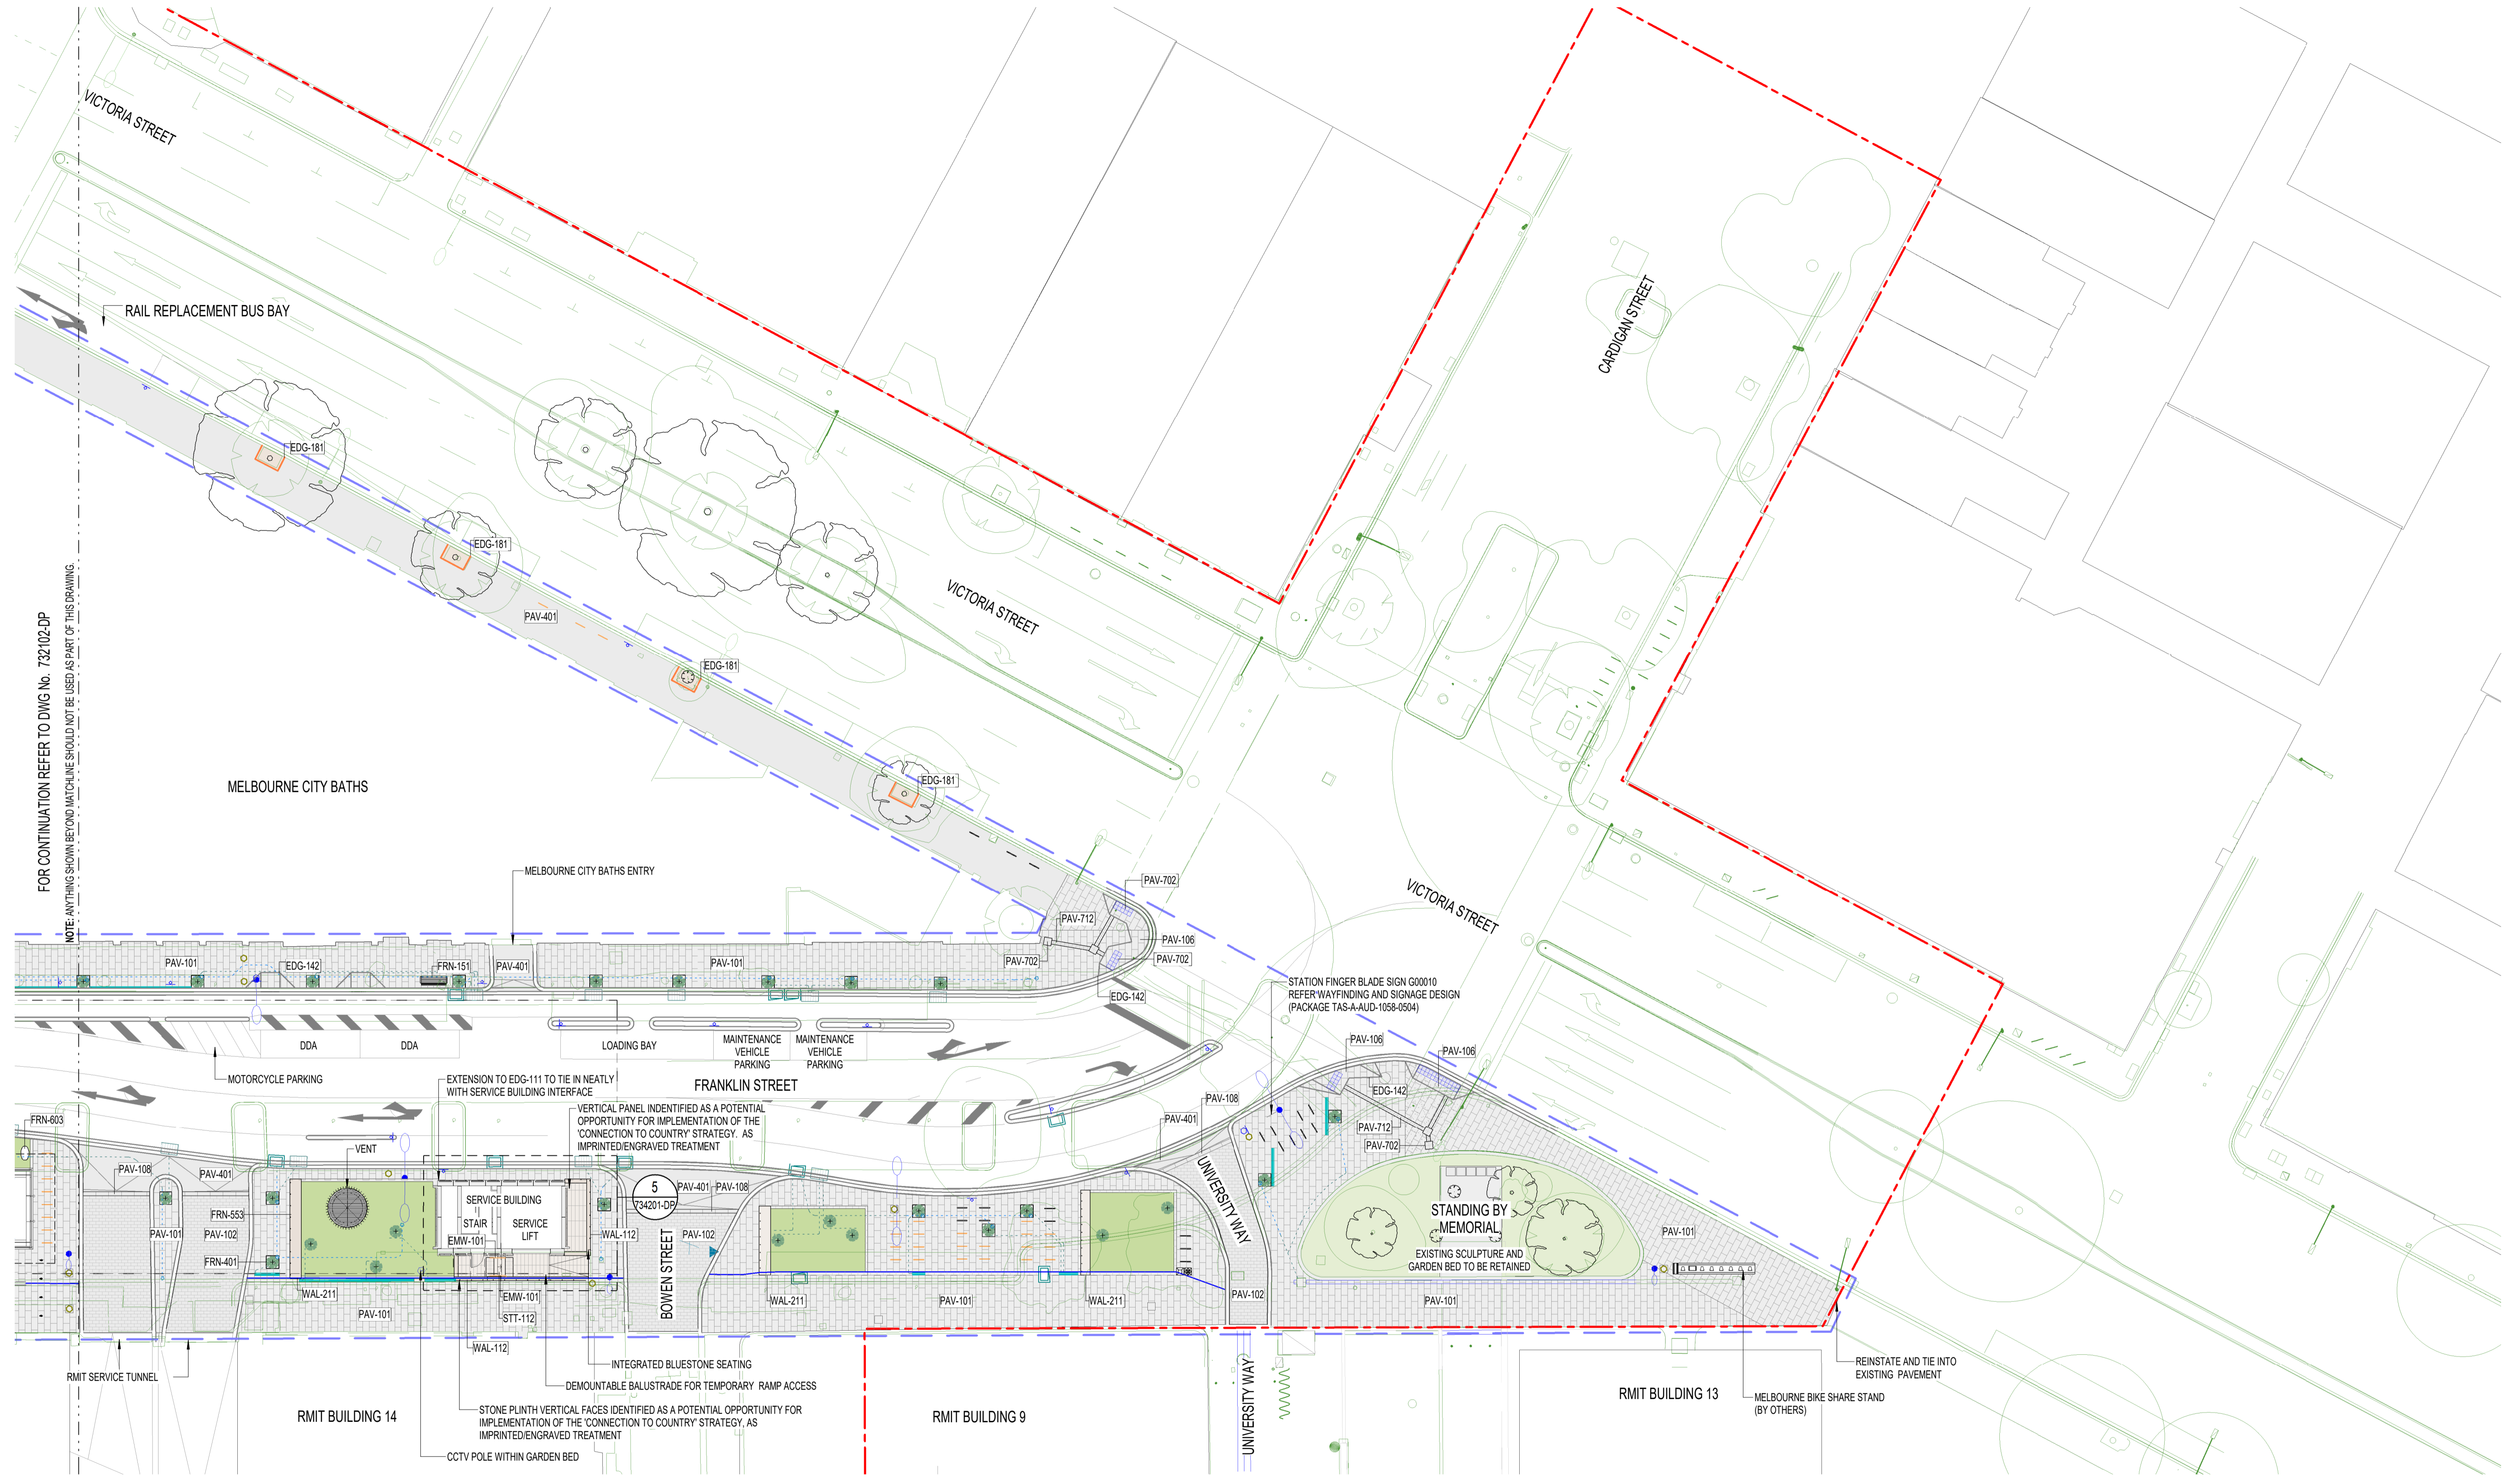 VICTORIA STREET
RAIL REPLACEMENT BUS BAY
CARDIGAN STREET
EDG-181
EDG-181
PAV-401
VICTORIA STREET
EDG-181
EDG-181
FOR CONTINUATION REFER TO DWG No. 732102-DP
NOTE: ANYTHING SHOWN BEYOND MATCHLINE SHOULD NOT BE USED AS PART OF THIS DRAWING.
MELBOURNE CITY BATHS
MELBOURNE CITY BATHS ENTRY
PAV-702
PAV-712
PAV-106
PAV-702
PAV-702
VICTORIA STREET
PAV-101
EDG-142
FRN-151
PAV-401
PAV-101
EDG-142
STATION FINGER BLADE SIGN G00010
REFER WAYFINDING AND SIGNAGE DESIGN
(PACKAGE TAS-A-AUD-1058-0504)
DDA
DDA
LOADING BAY
MAINTENANCE
VEHICLE
PARKING
MAINTENANCE
VEHICLE
PARKING
MOTORCYCLE PARKING
FRANKLIN STREET
EXTENSION TO EDG-111 TO TIE IN NEATLY
WITH SERVICE BUILDING INTERFACE
VERTICAL PANEL INDENTIFIED AS A POTENTIAL
OPPORTUNITY FOR IMPLEMENTATION OF THE
'CONNECTION TO COUNTRY' STRATEGY. AS
IMPRINTED/ENGRAVED TREATMENT
PAV-106
PAV-106
EDG-142
PAV-108
PAV-401
PAV-712
PAV-702
FRN-603
VENT
PAV-108
PAV-401
FRN-553
PAV-101
PAV-102
FRN-401
SERVICE BUILDING
STAIR
SERVICE
LIFT
EMW-101
WAL-112
5
734201-DP
PAV-401
PAV-108
PAV-102
BOWEN STREET
UNIVERSITY WAY
STANDING BY
MEMORIAL
EXISTING SCULPTURE AND
GARDEN BED TO BE RETAINED
PAV-101
WAL-211
PAV-101
EMW-101
STT-112
WAL-112
WAL-211
PAV-101
WAL-211
PAV-102
PAV-101
RMIT SERVICE TUNNEL
INTEGRATED BLUESTONE SEATING
DEMOUNTABLE BALUSTRADE FOR TEMPORARY RAMP ACCESS
STONE PLINTH VERTICAL FACES IDENTIFIED AS A POTENTIAL OPPORTUNITY FOR
IMPLEMENTATION OF THE 'CONNECTION TO COUNTRY' STRATEGY, AS
IMPRINTED/ENGRAVED TREATMENT
CCTV POLE WITHIN GARDEN BED
RMIT BUILDING 14
RMIT BUILDING 9
UNIVERSITY WAY
RMIT BUILDING 13
REINSTATE AND TIE INTO
EXISTING PAVEMENT
MELBOURNE BIKE SHARE STAND
(BY OTHERS)